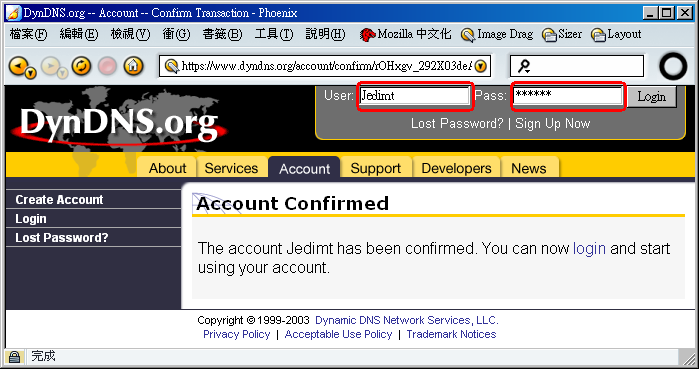 DynDNS.org -- Account -- Confirm Transaction - Phoenix
檔案(F) 編輯(E) 檢視(V) 衝(G) 書籤(B) 工具(T) 說明(H) Mozilla 中文化 Image Drag Sizer Layout
https://www.dyndns.org/account/confirm/rOHxgv_292X03de/
User: Jedimt Pass: ****** Login
Lost Password? | Sign Up Now
DynDNS.org
About Services Account Support Developers News
Create Account
Login
Lost Password?
Account Confirmed
The account Jedimt has been confirmed. You can now login and start
using your account.
Copyright © 1999-2003 Dynamic DNS Network Services, LLC.
Privacy Policy | Acceptable Use Policy | Trademark Notices
完成